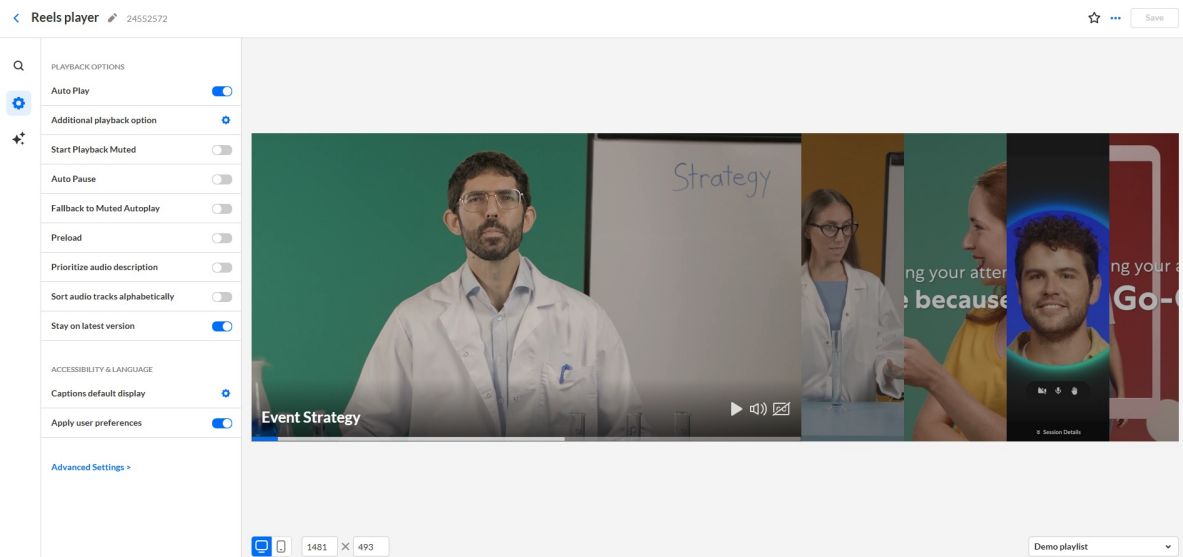 Reels player
24552572
Save
PLAYBACK OPTIONS
Auto Play
Additional playback option
Start Playback Muted
Auto Pause
Fallback to Muted Autoplay
Preload
Prioritize audio description
Sort audio tracks alphabetically
Stay on latest version
ACCESSIBILITY & LANGUAGE
Captions default display
Apply user preferences
Advanced Settings >
Strategy
Event Strategy
ng your atten
because
Session Details
ng your a
Go-
1481 × 493
Demo playlist